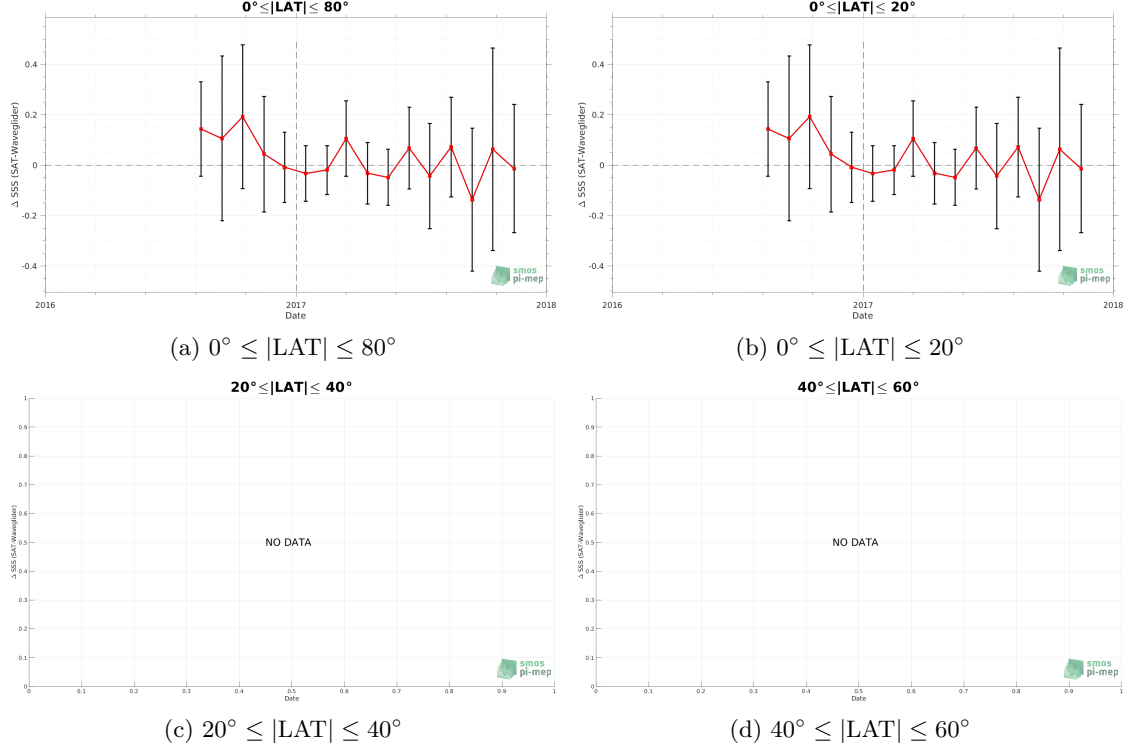 0°≤|LAT|≤ 80°
Δ SSS (SAT-Waveglider)
0.4
0.2
0
-0.2
-0.4
2016
2017
2018
Date
smos
pi-mep
(a) 0° ≤ |LAT| ≤ 80°
0°≤|LAT|≤ 20°
Δ SSS (SAT-Waveglider)
0.4
0.2
0
-0.2
-0.4
2016
2017
2018
Date
smos
pi-mep
(b) 0° ≤ |LAT| ≤ 20°
20°≤|LAT|≤ 40°
Δ SSS (SAT-Waveglider)
1
0.9
0.8
0.7
0.6
0.5
0.4
0.3
0.2
0.1
0
NO DATA
0 0.1 0.2 0.3 0.4 0.5 0.6 0.7 0.8 0.9 1
Date
smos
pi-mep
(c) 20° ≤ |LAT| ≤ 40°
40°≤|LAT|≤ 60°
Δ SSS (SAT-Waveglider)
1
0.9
0.8
0.7
0.6
0.5
0.4
0.3
0.2
0.1
0
NO DATA
0 0.1 0.2 0.3 0.4 0.5 0.6 0.7 0.8 0.9 1
Date
smos
pi-mep
(d) 40° ≤ |LAT| ≤ 60°